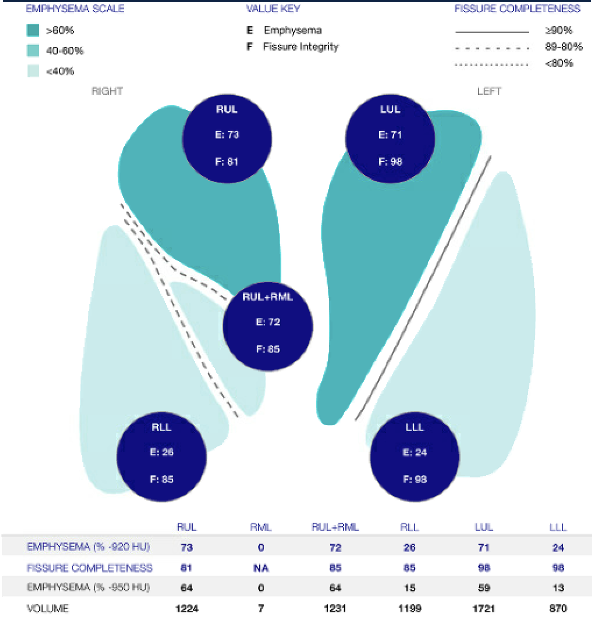 EMPHYSEMA SCALE VALUE KEY FISSURE COMPLETENESS
>60% E Emphysema ≥90%
40-60% F Fissure Integrity 89-80%
<40% <80%
RIGHT LEFT
RUL LUL
E: 73 E: 71
F: 81 F: 98
RUL+RML
E: 72
F: 85
RLL LLL
E: 26 E: 24
F: 85 F: 98
RUL RML RUL+RML RLL LUL LLL
EMPHYSEMA (% -920 HU) 73 0 72 26 71 24
FISSURE COMPLETENESS 81 NA 85 85 98 98
EMPHYSEMA (% -950 HU) 64 0 64 15 59 13
VOLUME 1224 7 1231 1199 1721 870